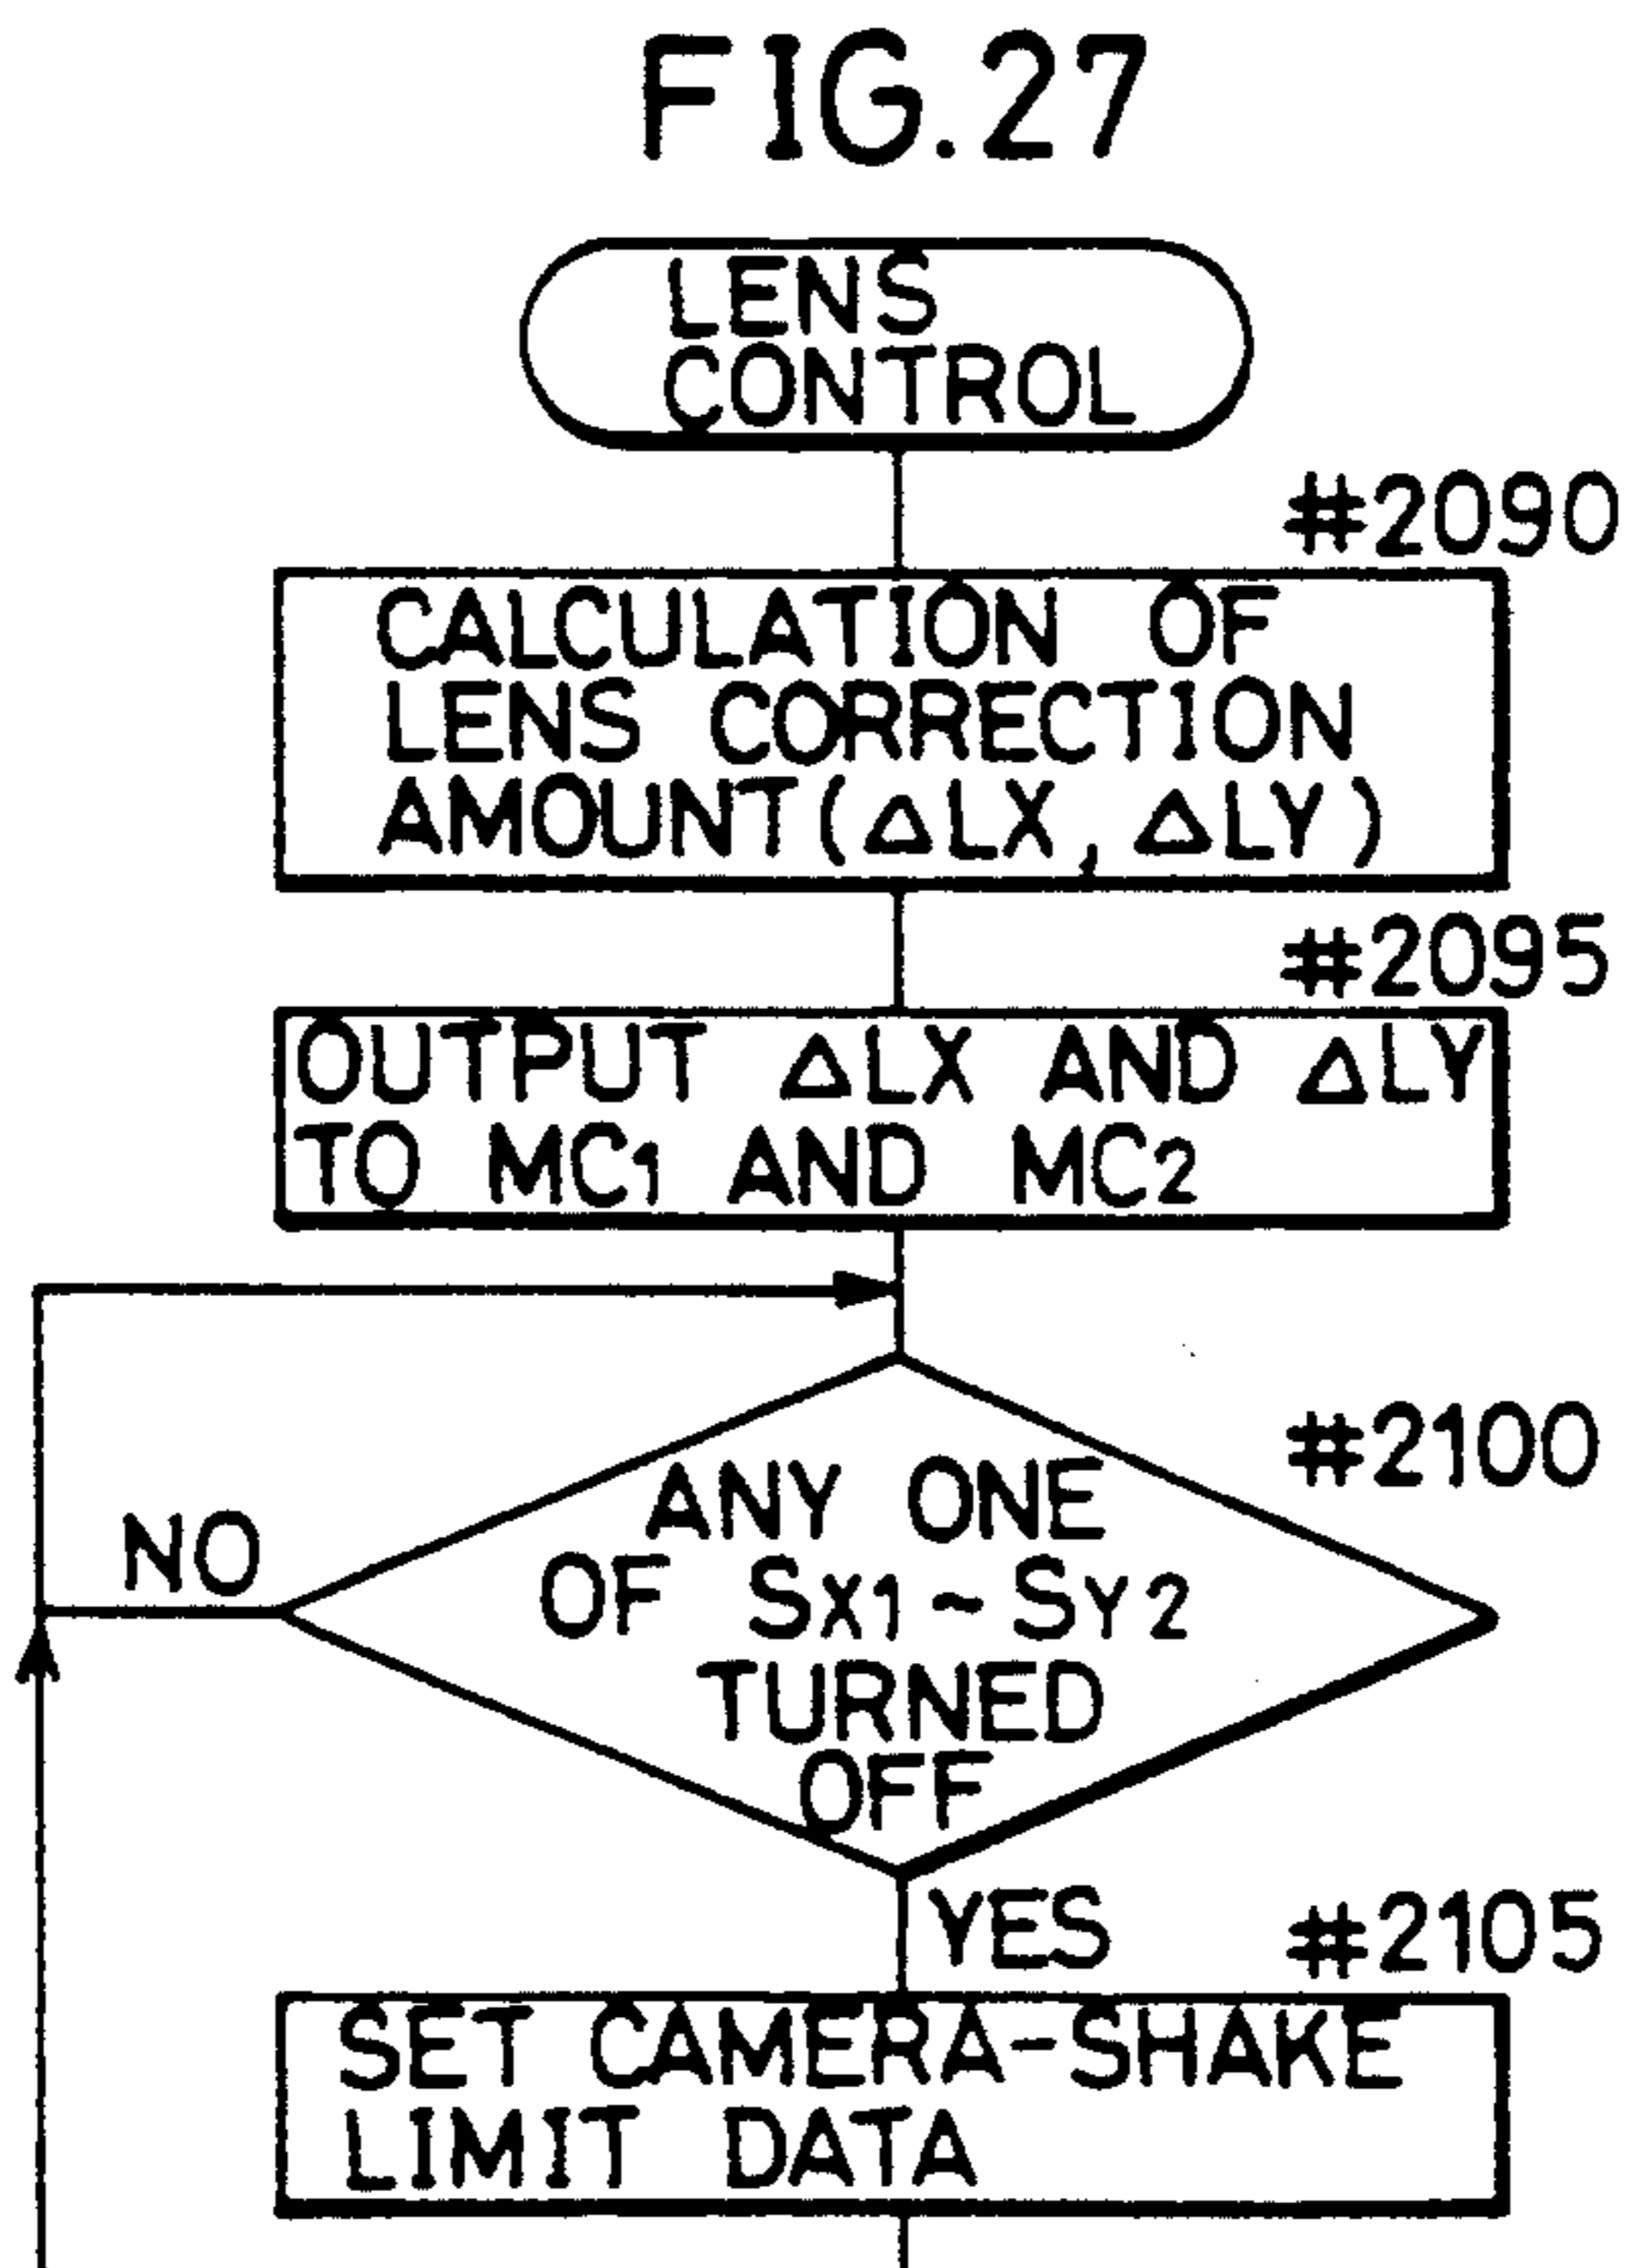 FIG.27
LENS
CONTROL
#2090
CALCULATION OF
LENS CORRECTION
AMOUNT(ΔLX, ΔLY)
#2095
OUTPUT ΔLX AND ΔLY
TO MC1 AND MC2
#2100
ANY ONE
OF SX1~SY2
TURNED
OFF
NO
YES
#2105
SET CAMERA-SHAKE
LIMIT DATA